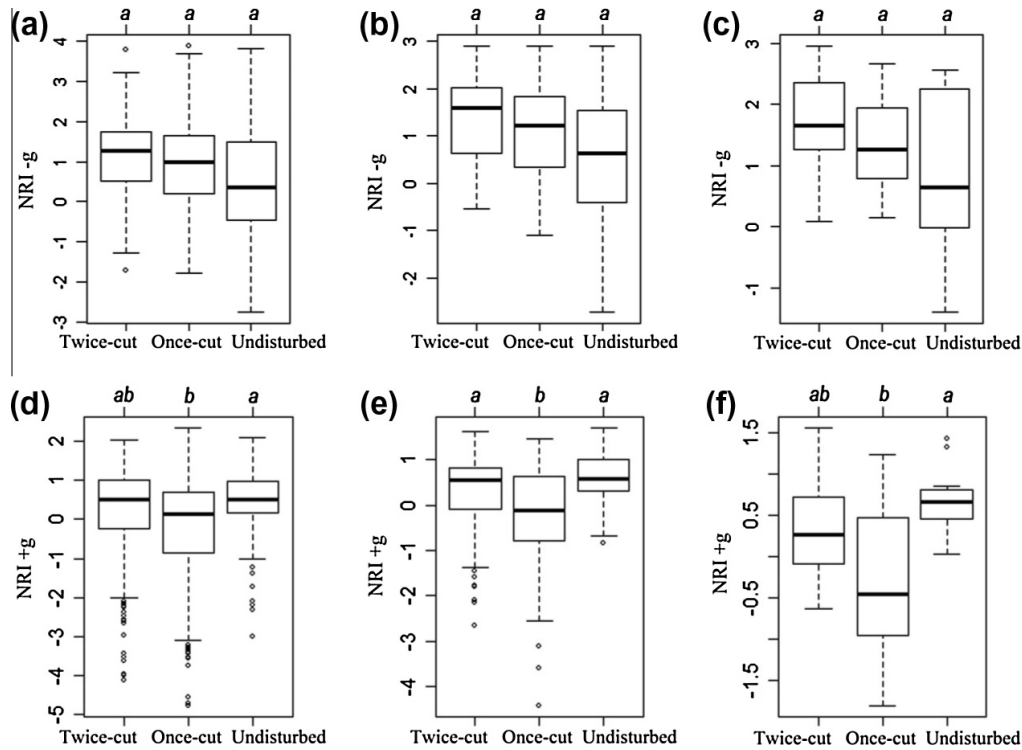 (a) a a a
4
3
2
1
0
-1
-2
-3
NRI -g
Twice-cut Once-cut Undisturbed
(b) a a a
3
2
1
0
-2
NRI -g
Twice-cut Once-cut Undisturbed
(c) a a a
3
2
1
0
-1
NRI -g
Twice-cut Once-cut Undisturbed
(d) ab b a
2
1
0
-1
-2
-3
-4
-5
NRI +g
Twice-cut Once-cut Undisturbed
(e) a b a
1
0
-1
-2
-3
-4
NRI +g
Twice-cut Once-cut Undisturbed
(f) ab b a
1.5
0.5
-0.5
-1.5
NRI +g
Twice-cut Once-cut Undisturbed